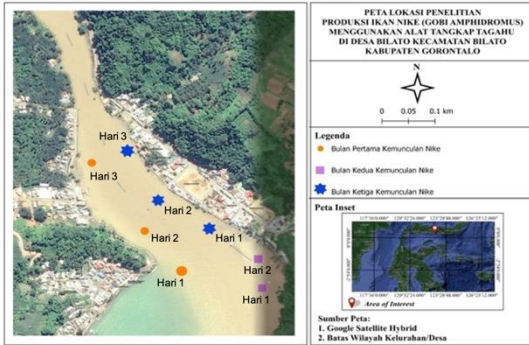 PETA LOKASI PENELITIAN
PRODUKSI IKAN NIKE (GOBI AMPHIDROMUS)
MENGGUNAKAN ALAT TANGKAP TAGAHU
DI DESA BILATO KECAMATAN BILATO
KABUPATEN GORONTALO
N
0 0.05 0.1 km
Legenda
Bulan Pertama Kemunculan Nike
Bulan Kedua Kemunculan Nike
Bulan Ketiga Kemunculan Nike
Peta Inset
Area of Interest
Sumber Peta:
1. Google Satellite Hybrid
2. Batas Wilayah Kelurahan/Desa
Hari 3
Hari 3
Hari 2
Hari 2
Hari 1
Hari 2
Hari 1
Hari 1